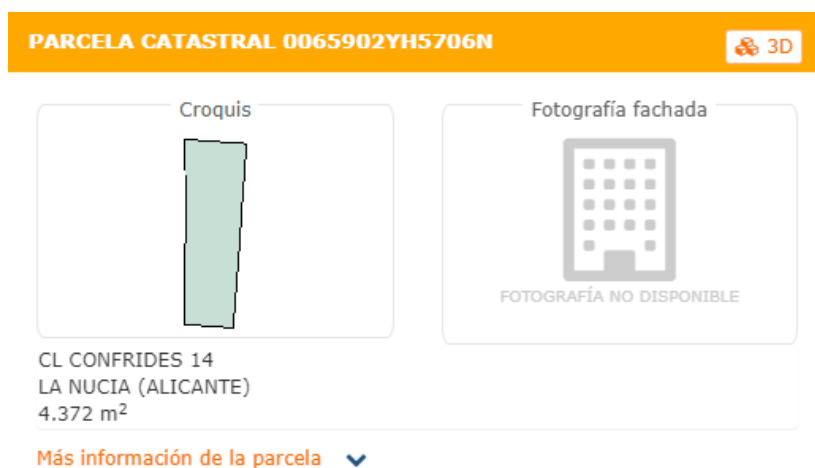 PARCELA CATASTRAL 0065902YH5706N
3D
Croquis
Fotografía fachada
FOTOGRAFÍA NO DISPONIBLE
CL CONFRIDES 14
LA NUCIA (ALICANTE)
4.372 m²
Más información de la parcela